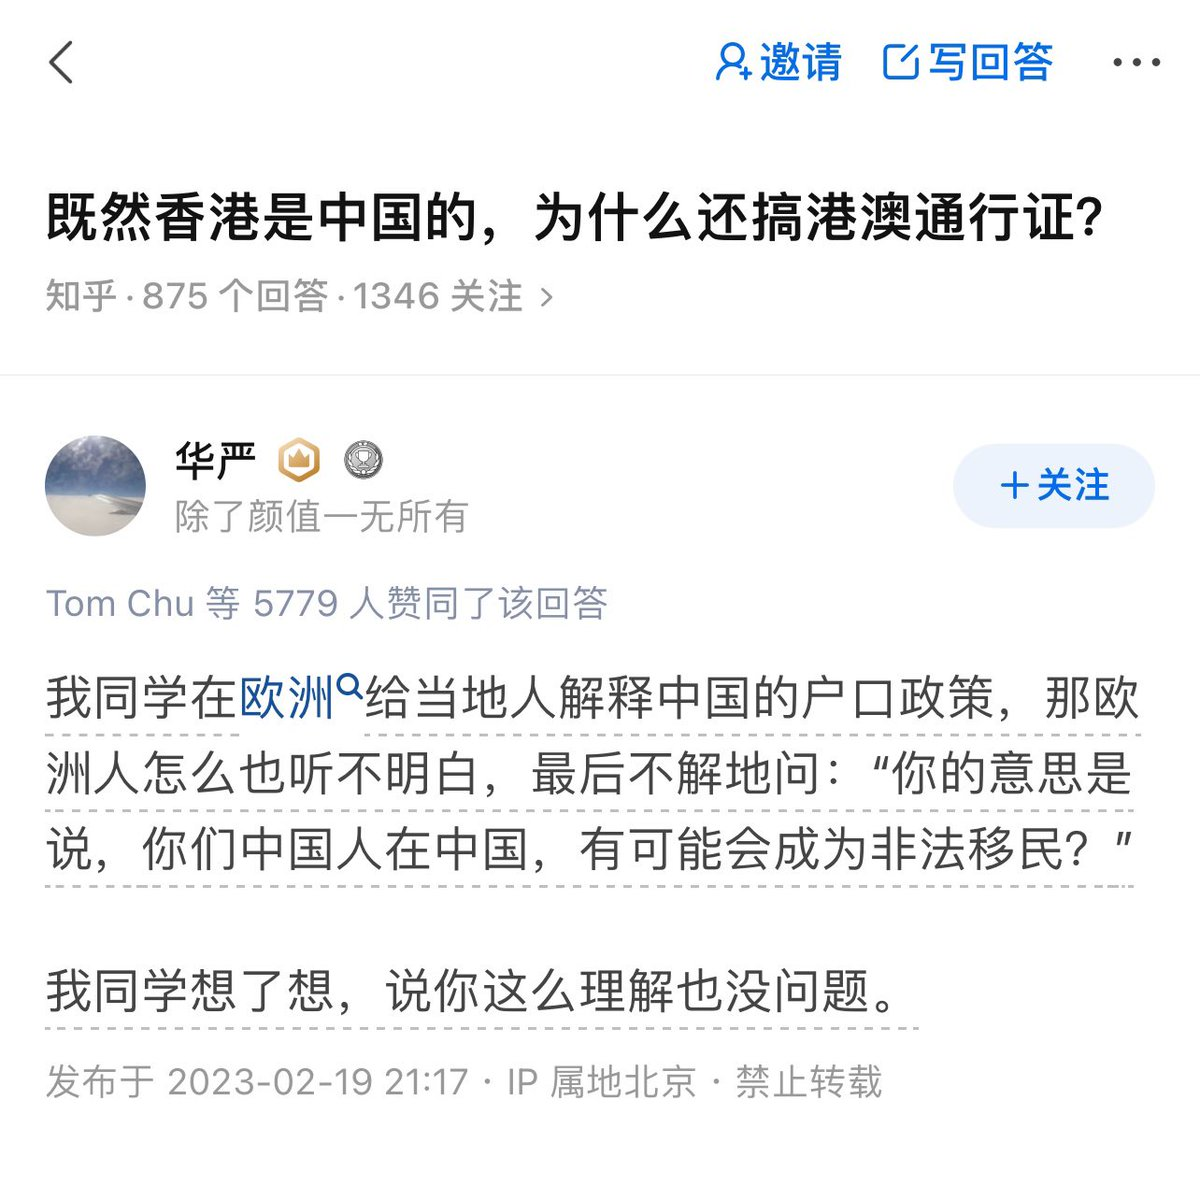 邀请 写回答 ...
既然香港是中国的，为什么还搞港澳通行证？
知乎·875 个回答·1346 关注 >
华严
除了颜值一无所有
+关注
Tom Chu 等 5779 人赞同了该回答
我同学在欧洲给当地人解释中国的户口政策，那欧
洲人怎么也听不明白，最后不解地问：“你的意思是
说，你们中国人在中国，有可能会成为非法移民？”
我同学想了想，说你这么理解也没问题。
发布于 2023-02-19 21:17 · IP 属地北京 · 禁止转载